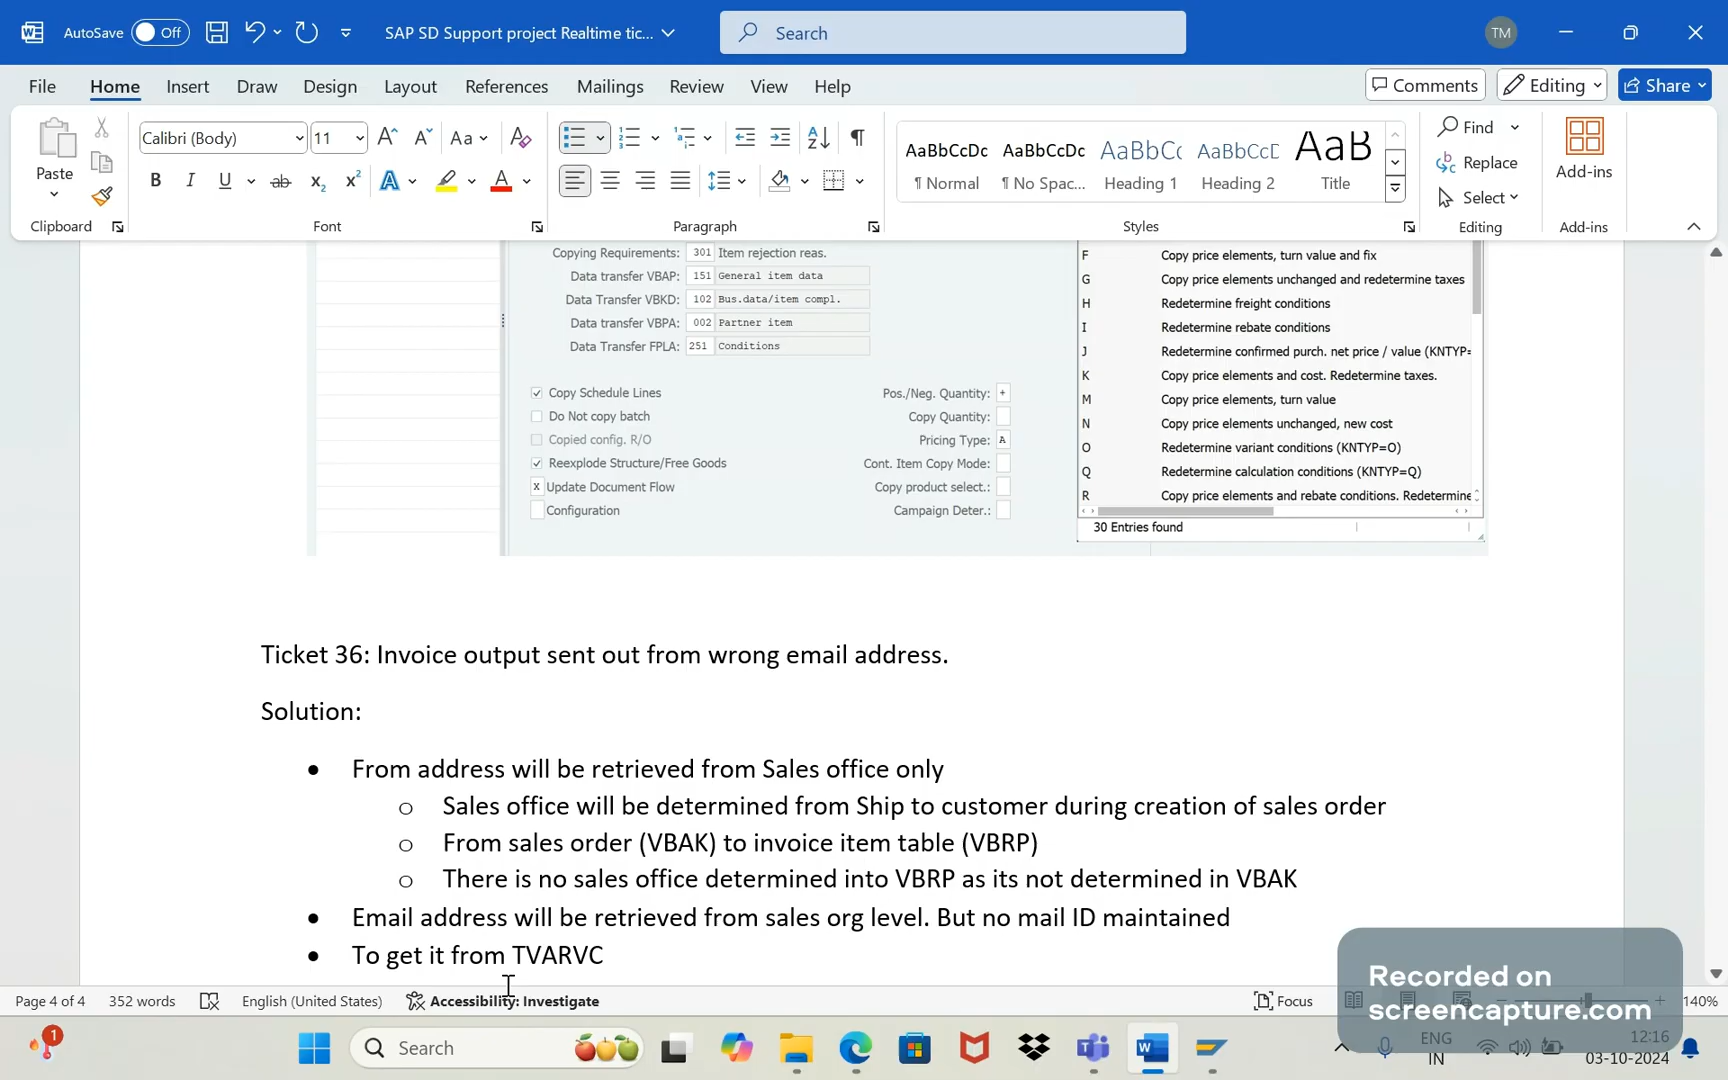 AutoSave Off SAP SD Support project Realtime tic... Search TM
File Home Insert Draw Design Layout References Mailings Review View Help Comments Editing Share
Paste Calibri (Body) 11 Aa
AaBbCcDc AaBbCcDc AaBbCc AaBbCcD AaB
¶ Normal ¶ No Spac... Heading 1 Heading 2 Title
Find
Replace
Select
Add-ins
Clipboard Font Paragraph Styles Editing Add-ins
Copying Requirements: 301 Item rejection reas.
Data transfer VBAP: 151 General item data
Data Transfer VBKD: 102 Bus.data/item compl.
Data transfer VBPA: 002 Partner item
Data Transfer FPLA: 251 Conditions
Copy Schedule Lines Pos./Neg. Quantity: +
Do Not copy batch Copy Quantity:
Copied config. R/O Pricing Type: A
Reexplode Structure/Free Goods Cont. Item Copy Mode:
X Update Document Flow Copy product select.:
Configuration Campaign Deter.:
F Copy price elements, turn value and fix
G Copy price elements unchanged and redetermine taxes
H Redetermine freight conditions
I Redetermine rebate conditions
J Redetermine confirmed purch. net price / value (KNTYP=
K Copy price elements and cost. Redetermine taxes.
M Copy price elements, turn value
N Copy price elements unchanged, new cost
O Redetermine variant conditions (KNTYP=O)
Q Redetermine calculation conditions (KNTYP=Q)
R Copy price elements and rebate conditions. Redetermine
30 Entries found
Ticket 36: Invoice output sent out from wrong email address.
Solution:
• From address will be retrieved from Sales office only
o Sales office will be determined from Ship to customer during creation of sales order
o From sales order (VBAK) to invoice item table (VBRP)
o There is no sales office determined into VBRP as its not determined in VBAK
• Email address will be retrieved from sales org level. But no mail ID maintained
• To get it from TVARVC
Recorded on
screencapture.com
Page 4 of 4 352 words English (United States) Accessibility: Investigate Focus 140%
1 Search ENG IN 12:16
03-10-2024